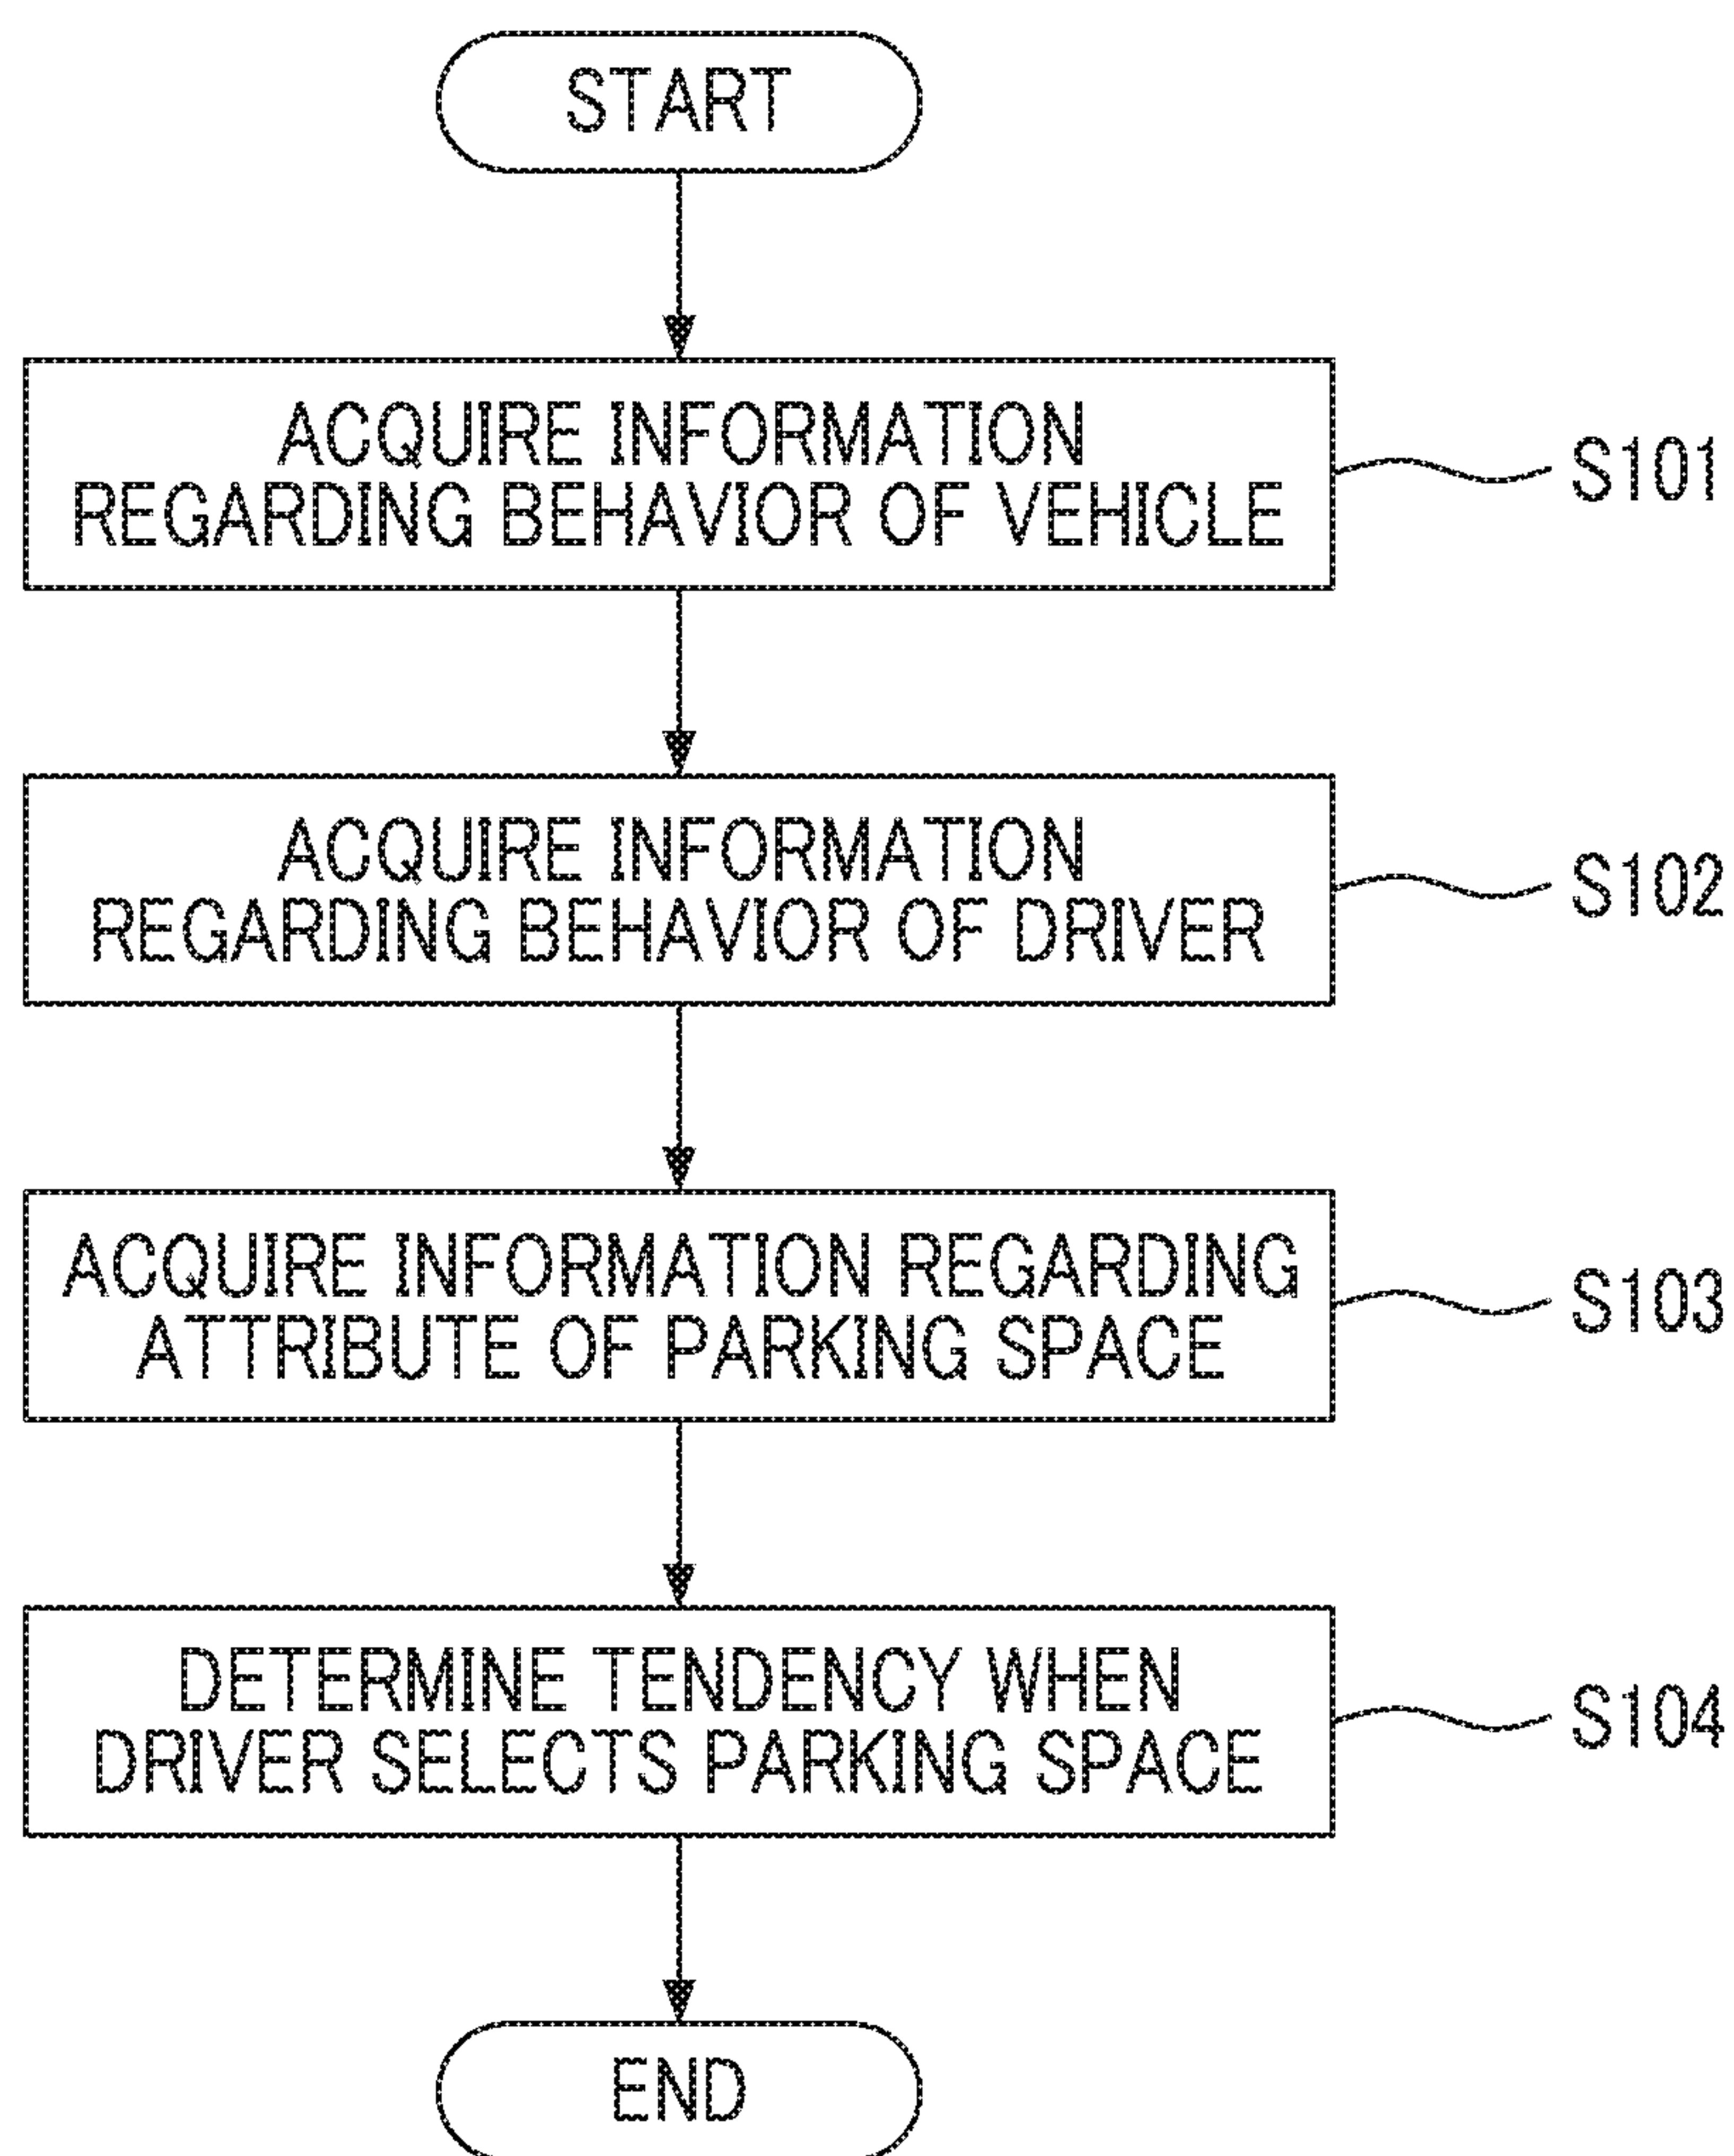 START
ACQUIRE INFORMATION
REGARDING BEHAVIOR OF VEHICLE
S101
ACQUIRE INFORMATION
REGARDING BEHAVIOR OF DRIVER
S102
ACQUIRE INFORMATION REGARDING
ATTRIBUTE OF PARKING SPACE
S103
DETERMINE TENDENCY WHEN
DRIVER SELECTS PARKING SPACE
S104
END